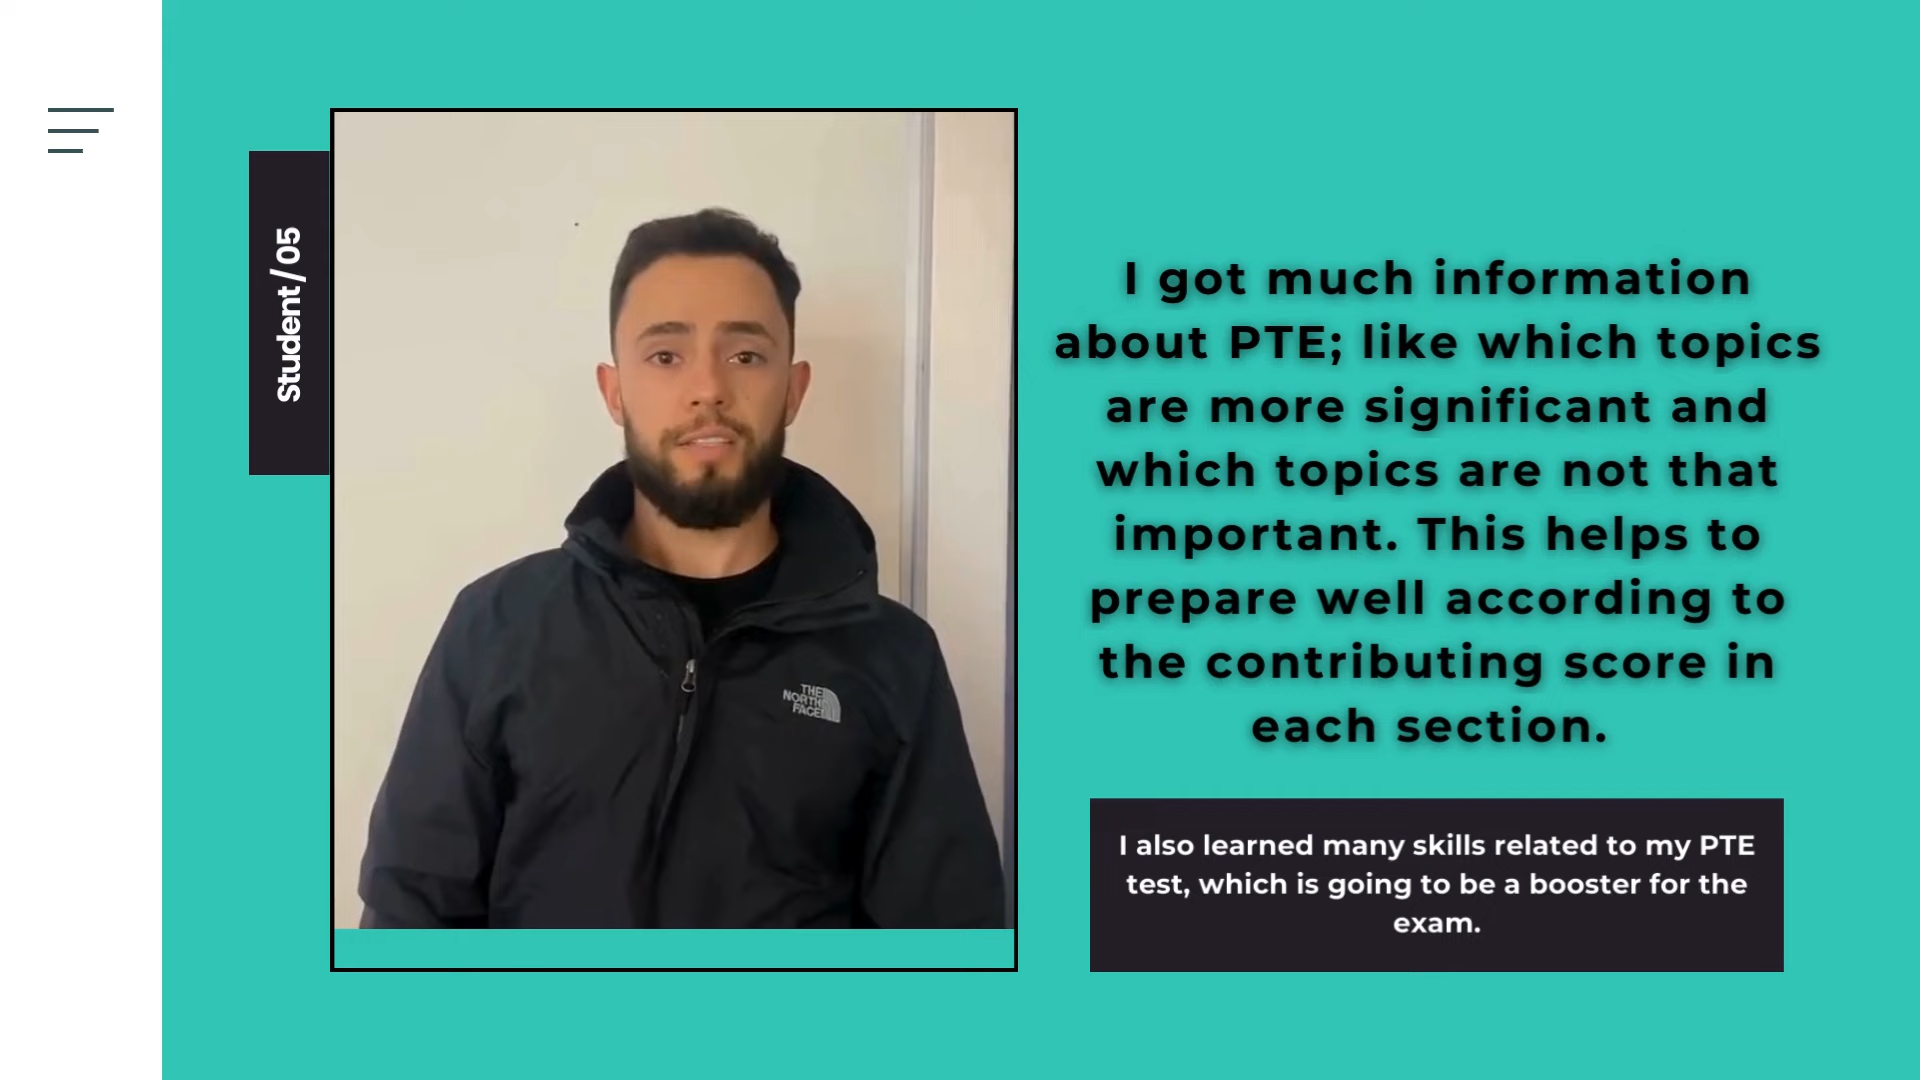 Student / 05
THE
NORTH
FACE
I got much information
about PTE; like which topics
are more significant and
which topics are not that
important. This helps to
prepare well according to
the contributing score in
each section.
I also learned many skills related to my PTE
test, which is going to be a booster for the
exam.